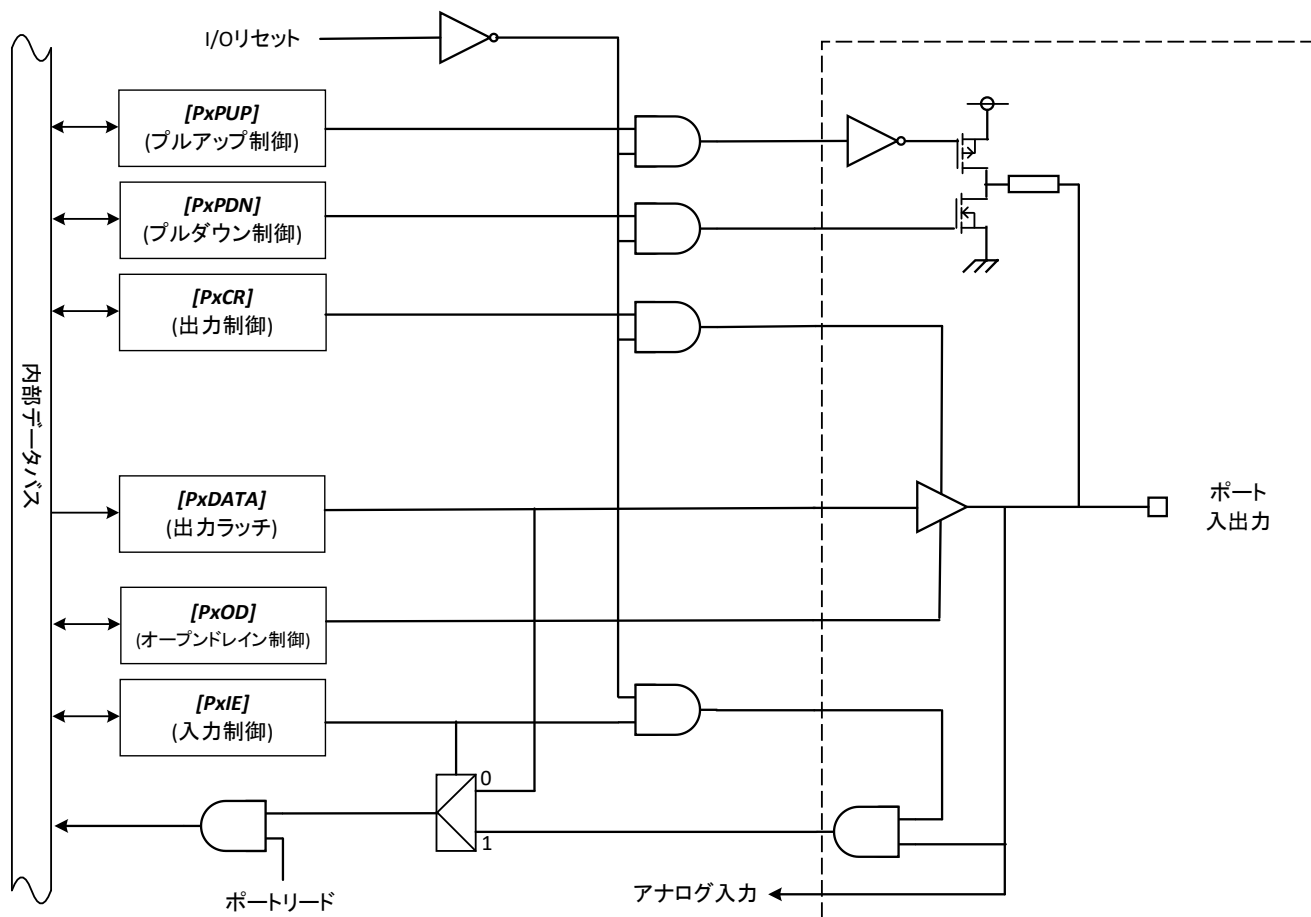 I/Oリセット
[PxPUP]
(プルアップ制御)
[PxPDN]
(プルダウン制御)
[PxCR]
(出力制御)
内部データバス
[PxDATA]
(出力ラッチ)
ポート
入出力
[PxOD]
(オープンドレイン制御)
[PxIE]
(入力制御)
0
1
ポートリード
アナログ入力